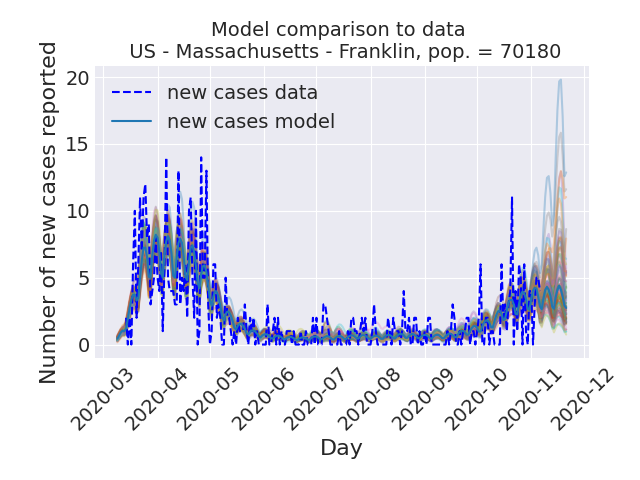 Model comparison to data
US - Massachusetts - Franklin, pop. = 70180
Number of new cases reported
20
15
10
5
0
new cases data
new cases model
2020-03
2020-04
2020-05
2020-06
2020-07
2020-08
2020-09
2020-10
2020-11
2020-12
Day